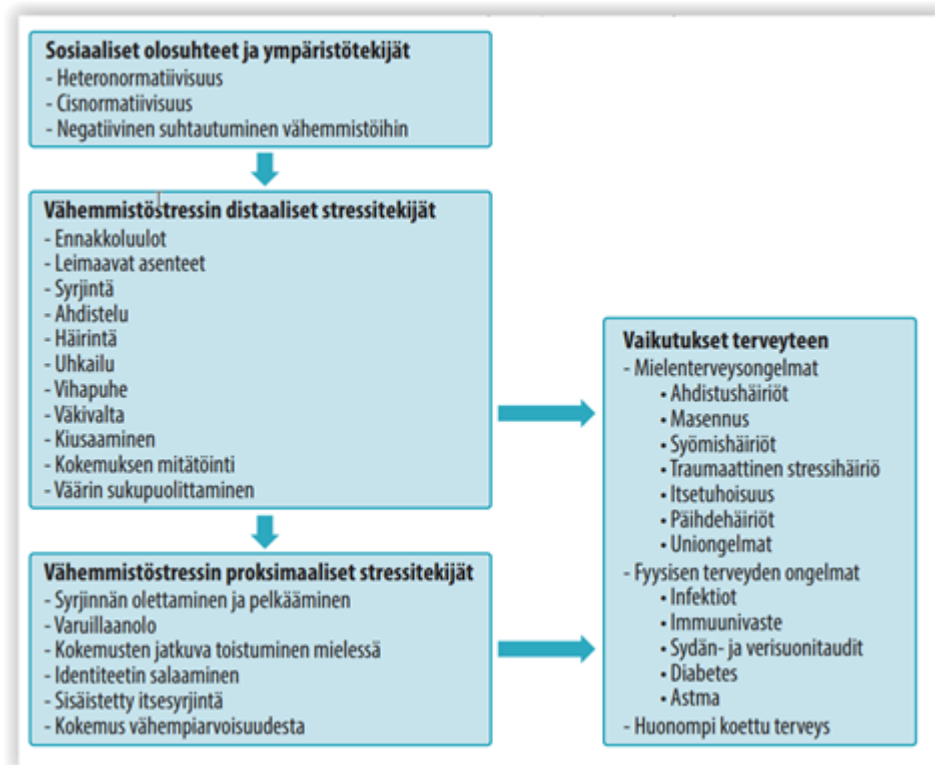 Sosiaaliset olosuhteet ja ympäristötekijät
- Heteronormatiivisuus
- Cisnormatiivisuus
- Negatiivinen suhtautuminen vähemmistöihin
Vähemmistöstressin distaaliset stressitekijät
- Ennakkoluulot
- Leimaavat asenteet
- Syrjintä
- Ahdistelu
- Häirintä
- Uhkailu
- Vihapuhe
- Väkivalta
- Kiusaaminen
- Kokemuksen mitätöinti
- Väärin sukupuolittaminen
Vähemmistöstressin proksimaaliset stressitekijät
- Syrjinnän olettaminen ja pelkääminen
- Varuillaanolo
- Kokemusten jatkuva toistuminen mielessä
- Identiteetin salaaminen
- Sisäistetty itsesyrjintä
- Kokemus vähempiarvoisuudesta
Vaikutukset terveyteen
- Mielenterveysongelmat
• Ahdistushäiriöt
• Masennus
• Syömishäiriöt
• Traumaattinen stressihäiriö
• Itsetuhoisuus
• Päihdehäiriöt
• Uniongelmat
- Fyysisen terveyden ongelmat
• Infektiot
• Immuunivaste
• Sydän- ja verisuonitaudit
• Diabetes
• Astma
- Huonompi koettu terveys